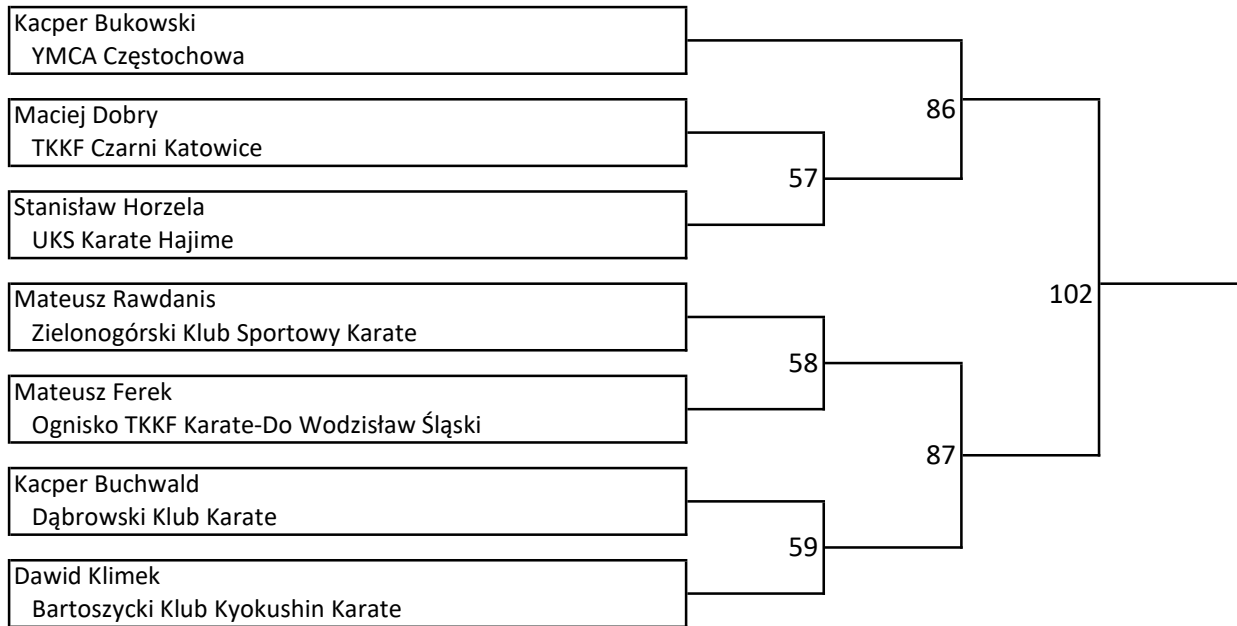 Kacper Bukowski
YMCA Częstochowa
86
Maciej Dobry
TKKF Czarni Katowice
57
Stanisław Horzela
UKS Karate Hajime
102
Mateusz Rawdanis
Zielonogórski Klub Sportowy Karate
58
Mateusz Ferek
Ognisko TKKF Karate-Do Wodzisław Śląski
87
Kacper Buchwald
Dąbrowski Klub Karate
59
Dawid Klimek
Bartoszycki Klub Kyokushin Karate